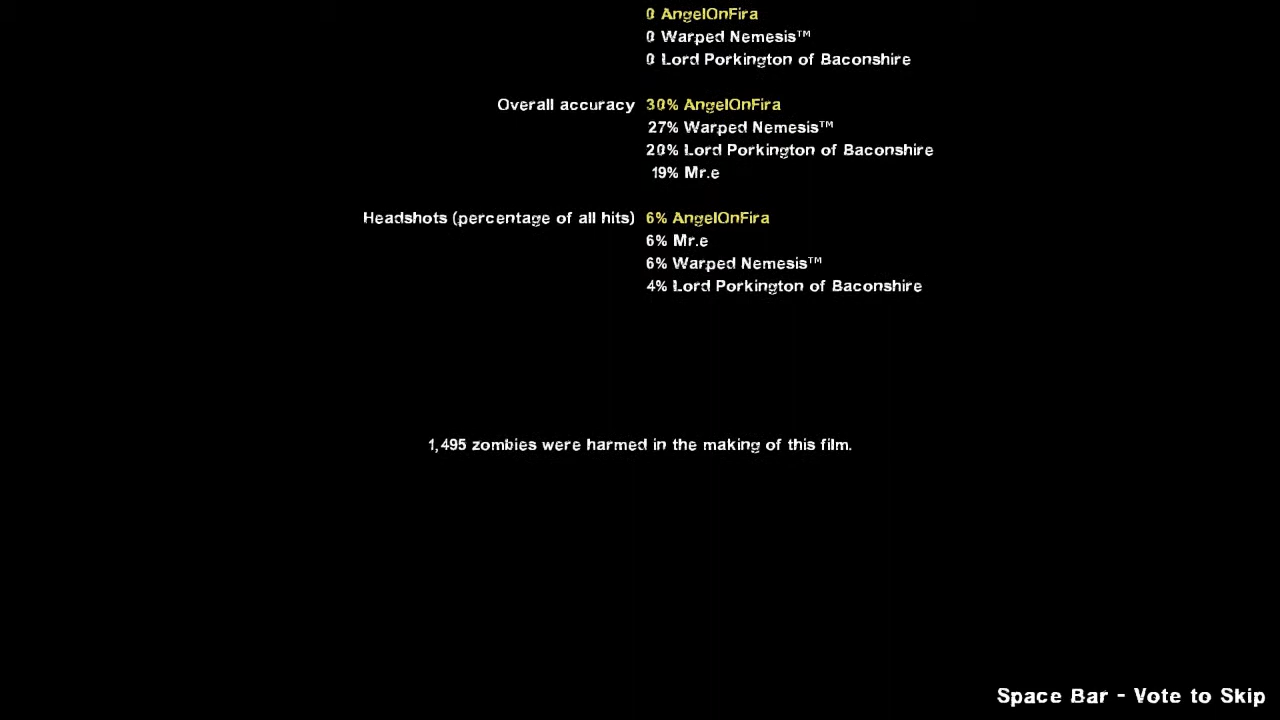 0 AngelOnFira
0 Warped Nemesis™
0 Lord Porkington of Baconshire
Overall accuracy 30% AngelOnFira
27% Warped Nemesis™
20% Lord Porkington of Baconshire
19% Mr.e
Headshots (percentage of all hits) 6% AngelOnFira
6% Mr.e
6% Warped Nemesis™
4% Lord Porkington of Baconshire
1,495 zombies were harmed in the making of this film.
Space Bar - Vote to Skip